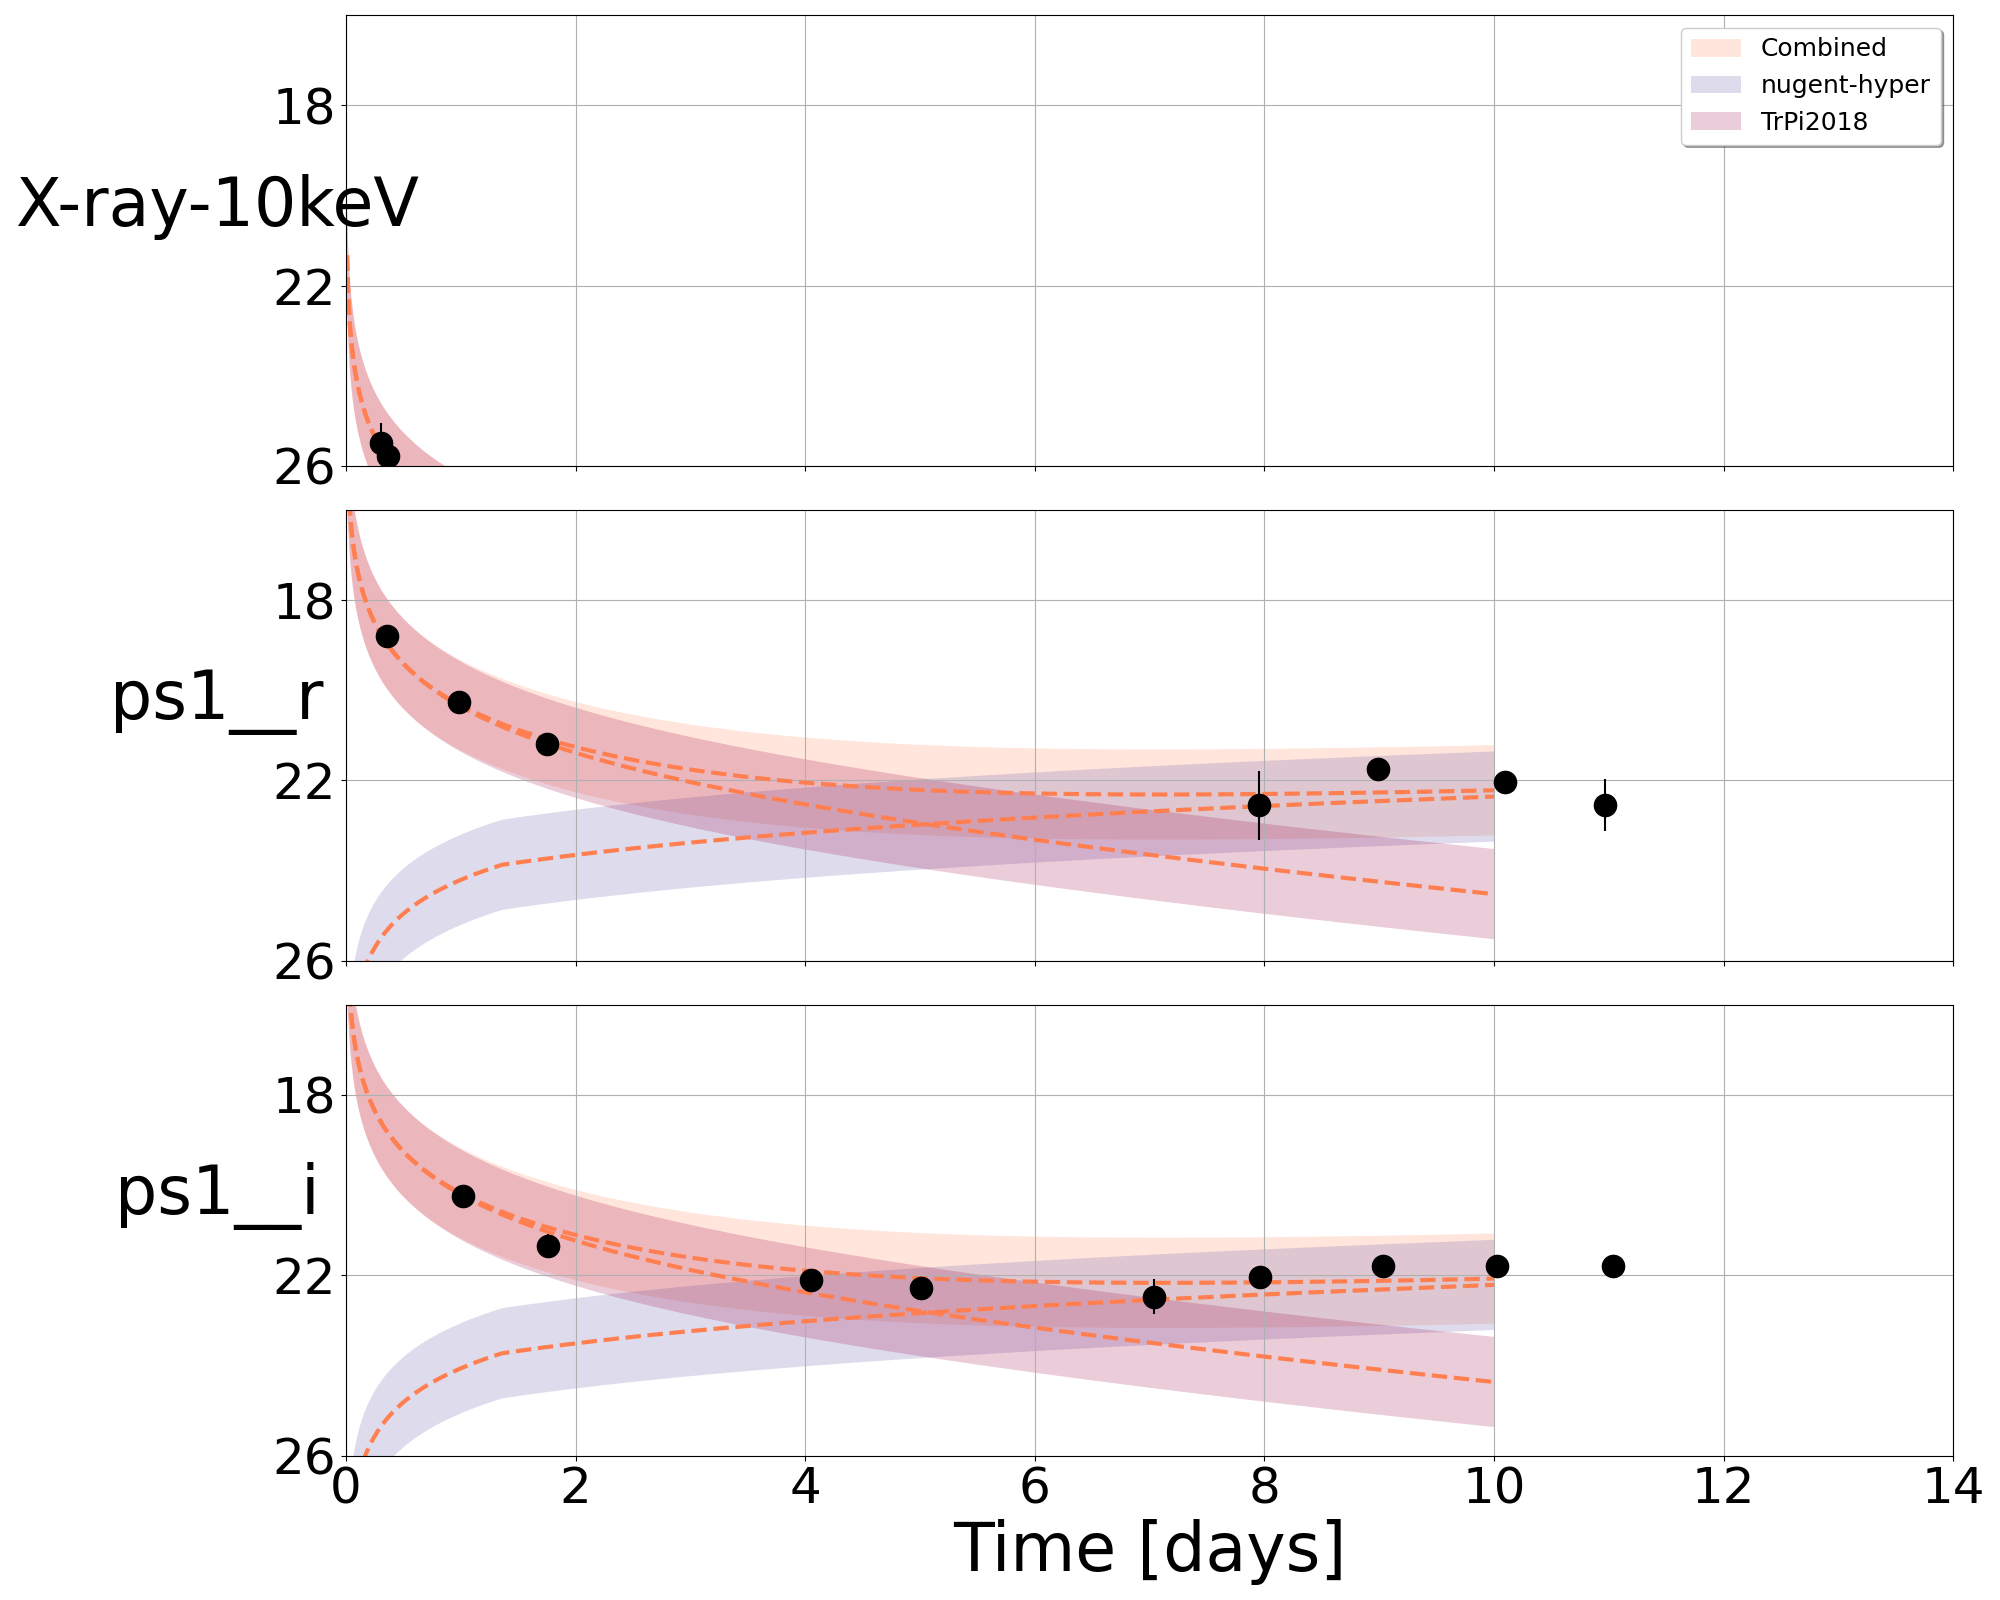 Combined
nugent-hyper
TrPi2018
18
X-ray-10keV
22
26
18
ps1__r
22
26
18
ps1__i
22
26
0 2 4 6 8 10 12 14
Time [days]